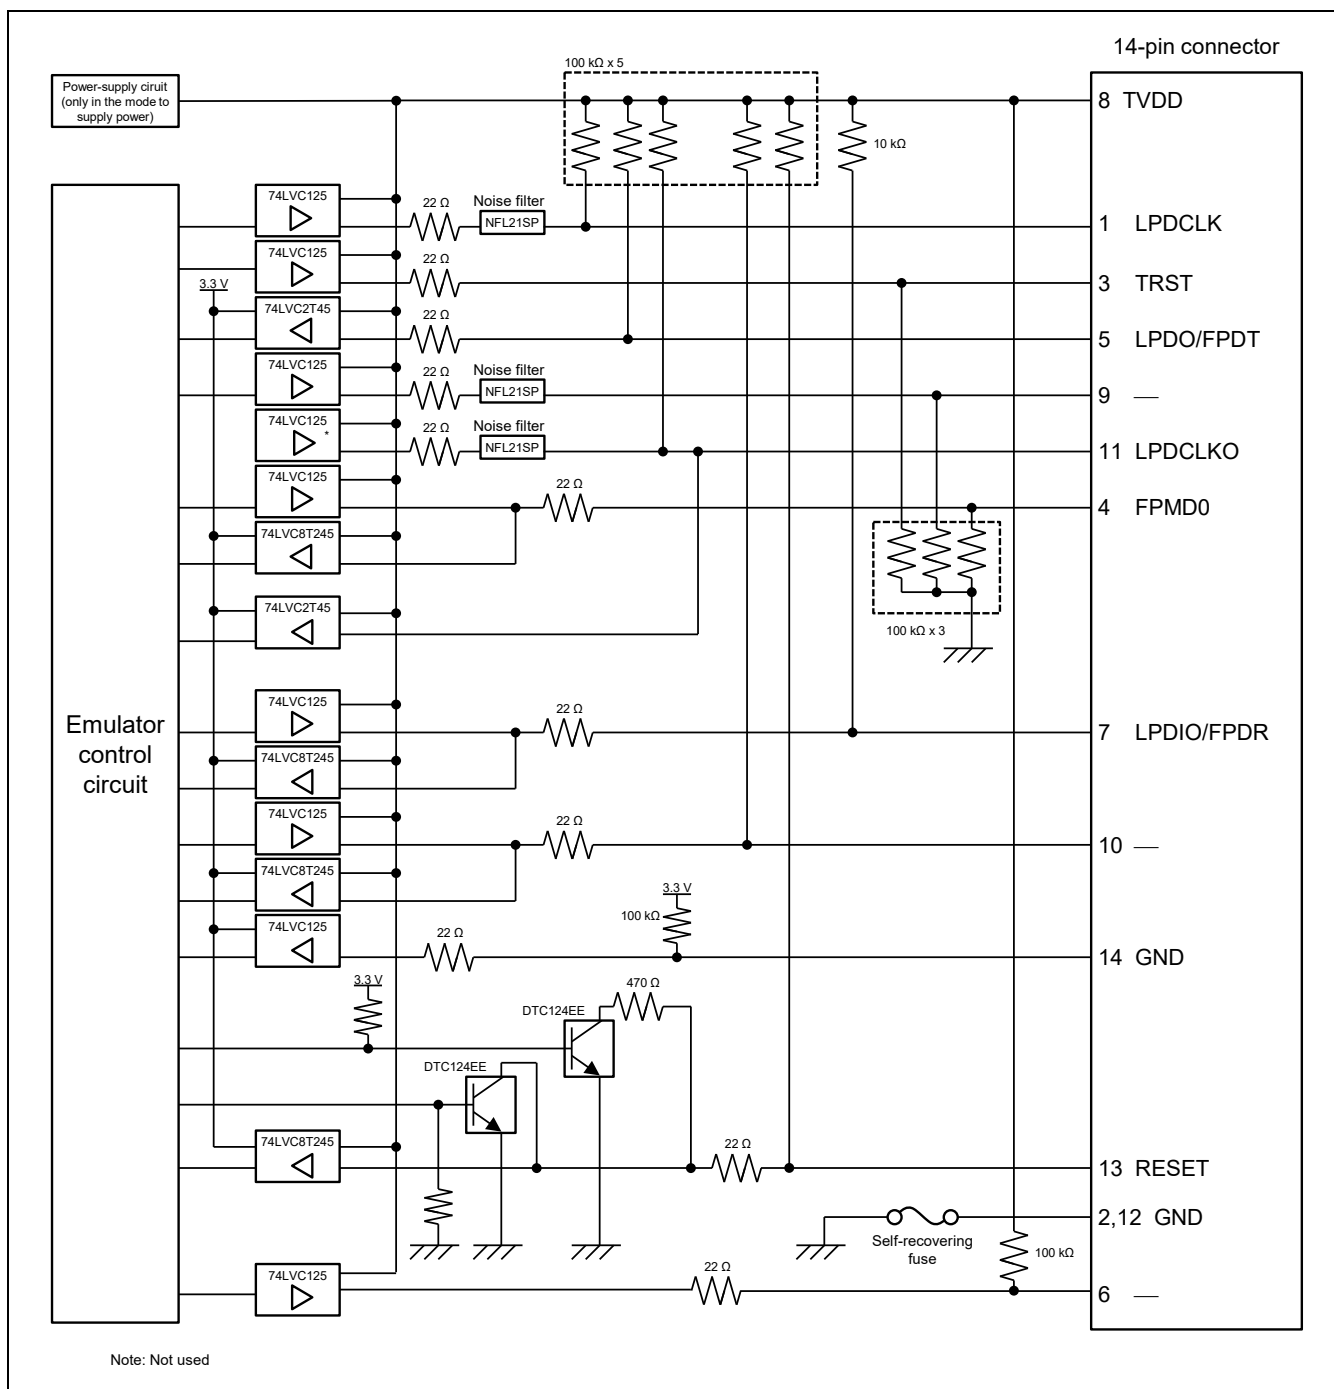 14-pin connector
100 kΩ x 5
Power-supply ciruit
(only in the mode to
supply power)
8 TVDD
10 kΩ
74LVC125
22 Ω
Noise filter
NFL21SP
1 LPDCLK
74LVC125
22 Ω
3 TRST
3.3 V
74LVC2T45
22 Ω
5 LPDO/FPDT
74LVC125
22 Ω
Noise filter
NFL21SP
9 —
74LVC125
*
22 Ω
Noise filter
NFL21SP
11 LPDCLKO
74LVC125
22 Ω
4 FPMD0
74LVC8T245
74LVC2T45
100 kΩ x 3
Emulator
control
circuit
74LVC125
22 Ω
7 LPDIO/FPDR
74LVC8T245
74LVC125
22 Ω
10 —
74LVC8T245
3.3 V
100 kΩ
74LVC125
22 Ω
14 GND
3.3 V
470 Ω
DTC124EE
DTC124EE
74LVC8T245
22 Ω
13 RESET
2,12 GND
Self-recovering
fuse
100 kΩ
74LVC125
22 Ω
6 —
Note: Not used